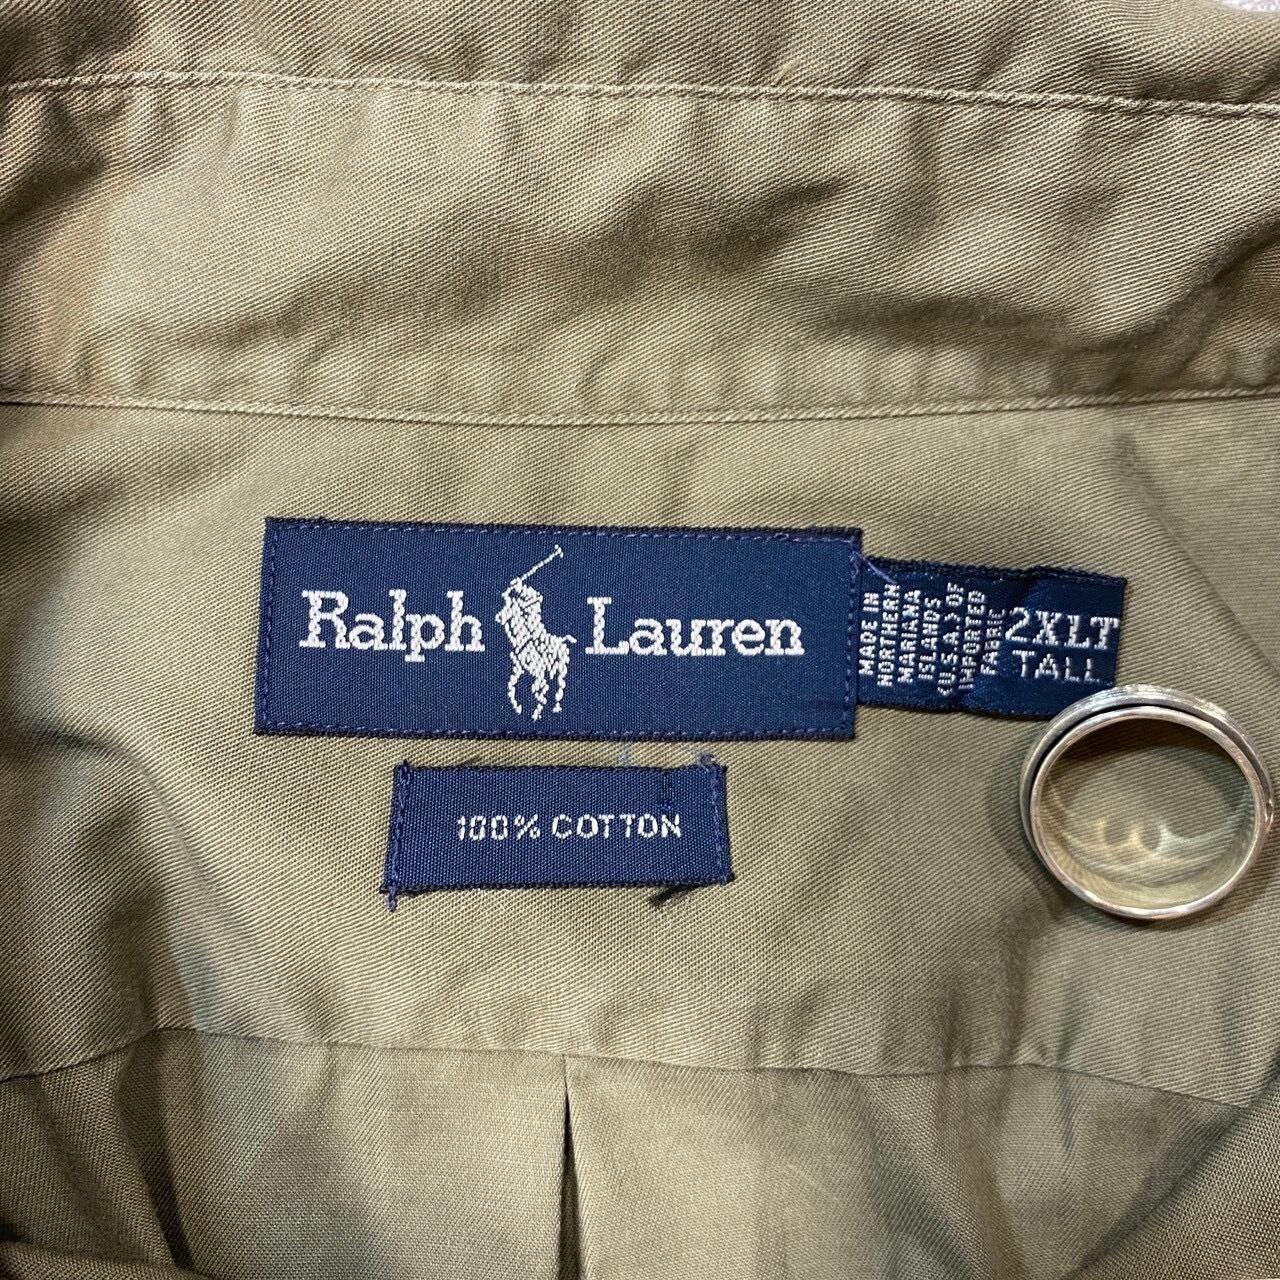 Ralph Lauren
MADE IN
NORTHERN
MARIANA
ISLANDS
(U.S.A.) OF
IMPORTED
FABRIC
2XLT
TALL
100% COTTON